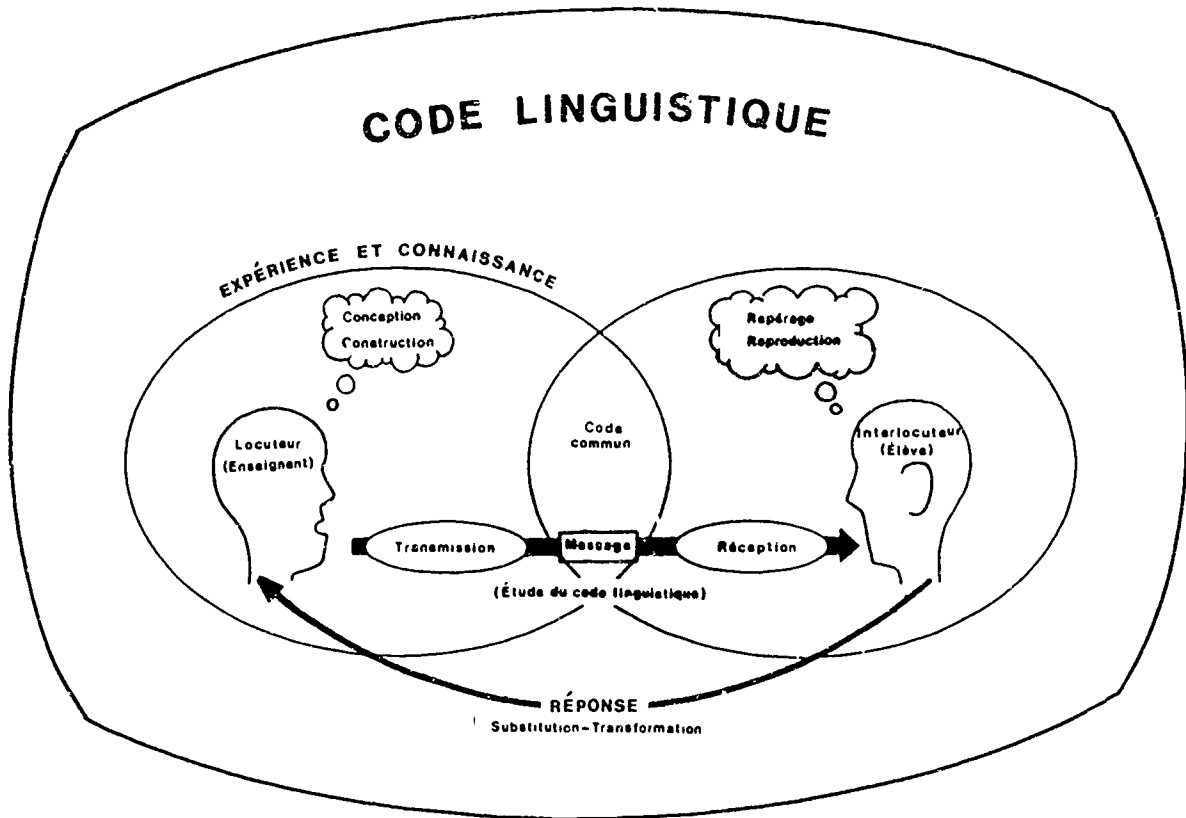 CODE LINGUISTIQUE
EXPÉRIENCE ET CONNAISSANCE
Conception
Construction
Repérage
Reproduction
Locuteur
(Enseignant)
Code
commun
Interlocuteur
(Élève)
Transmission
Message
Réception
(Étude du code linguistique)
RÉPONSE
Substitution-Transformation